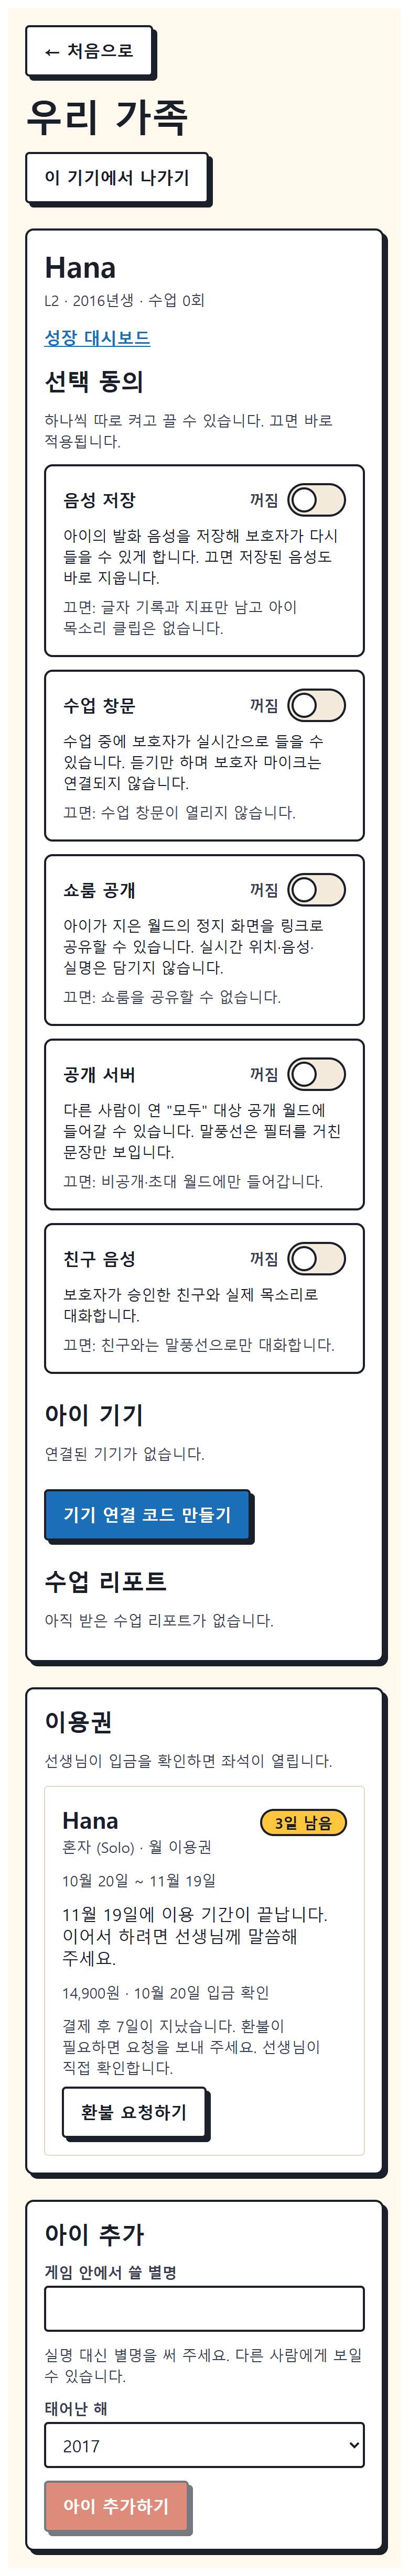 ← 처음으로
우리 가족
이 기기에서 나가기
Hana
L2 · 2016년생 · 수업 0회
성장 대시보드
선택 동의
하나씩 따로 켜고 끌 수 있습니다. 끄면 바로
적용됩니다.
음성 저장
꺼짐
아이의 발화 음성을 저장해 보호자가 다시
들을 수 있게 합니다. 끄면 저장된 음성도
바로 지웁니다.
끄면: 글자 기록과 지표만 남고 아이
목소리 클립은 없습니다.
수업 창문
꺼짐
수업 중에 보호자가 실시간으로 들을 수
있습니다. 듣기만 하며 보호자 마이크는
연결되지 않습니다.
끄면: 수업 창문이 열리지 않습니다.
쇼룸 공개
꺼짐
아이가 지은 월드의 정지 화면을 링크로
공유할 수 있습니다. 실시간 위치·음성·
실명은 담기지 않습니다.
끄면: 쇼룸을 공유할 수 없습니다.
공개 서버
꺼짐
다른 사람이 연 "모두" 대상 공개 월드에
들어갈 수 있습니다. 말풍선은 필터를 거친
문장만 보입니다.
끄면: 비공개·초대 월드에만 들어갑니다.
친구 음성
꺼짐
보호자가 승인한 친구와 실제 목소리로
대화합니다.
끄면: 친구와는 말풍선으로만 대화합니다.
아이 기기
연결된 기기가 없습니다.
기기 연결 코드 만들기
수업 리포트
아직 받은 수업 리포트가 없습니다.
이용권
선생님이 입금을 확인하면 좌석이 열립니다.
Hana
3일 남음
혼자 (Solo) · 월 이용권
10월 20일 ~ 11월 19일
11월 19일에 이용 기간이 끝납니다.
이어서 하려면 선생님께 말씀해
주세요.
14,900원 · 10월 20일 입금 확인
결제 후 7일이 지났습니다. 환불이
필요하면 요청을 보내 주세요. 선생님이
직접 확인합니다.
환불 요청하기
아이 추가
게임 안에서 쓸 별명
실명 대신 별명을 써 주세요. 다른 사람에게 보일
수 있습니다.
태어난 해
2017
아이 추가하기